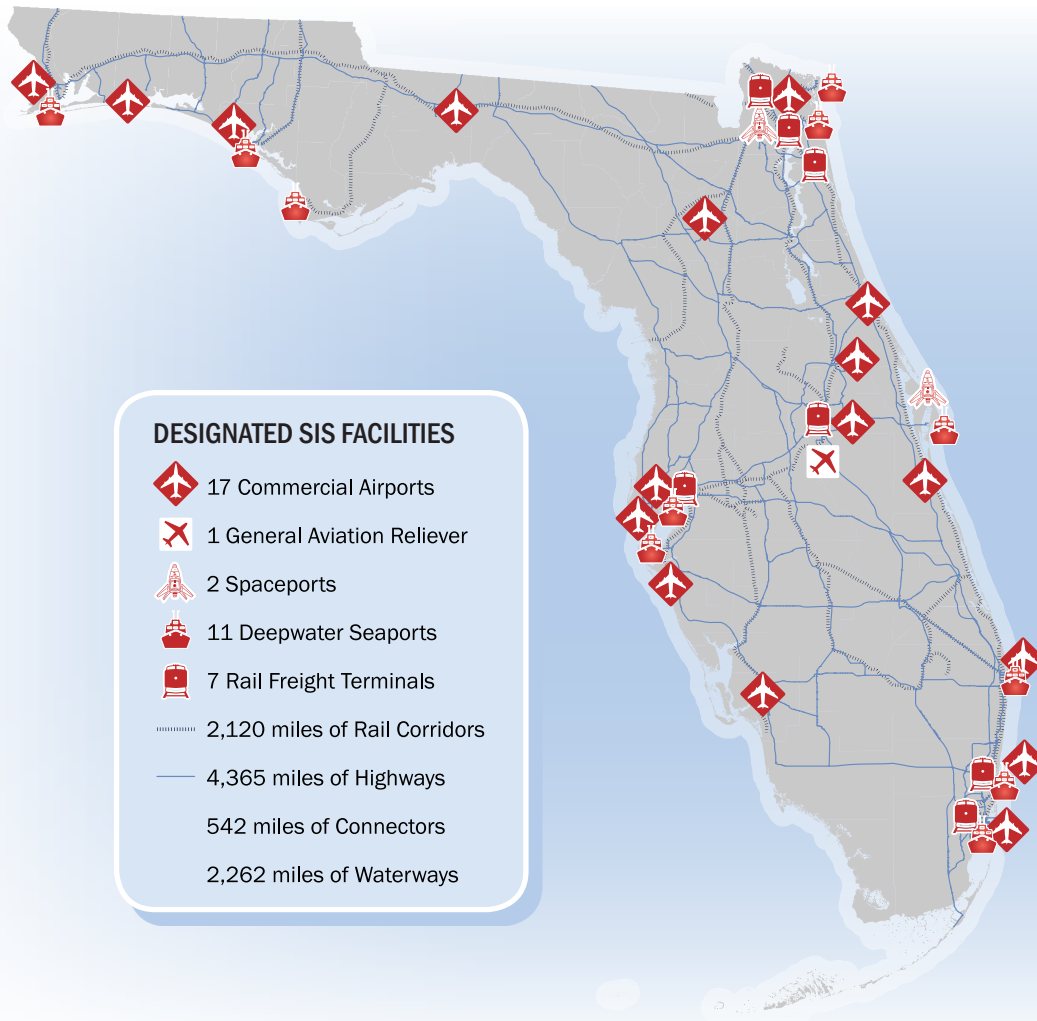 DESIGNATED SIS FACILITIES
17 Commercial Airports
1 General Aviation Reliever
2 Spaceports
11 Deepwater Seaports
7 Rail Freight Terminals
2,120 miles of Rail Corridors
4,365 miles of Highways
542 miles of Connectors
2,262 miles of Waterways